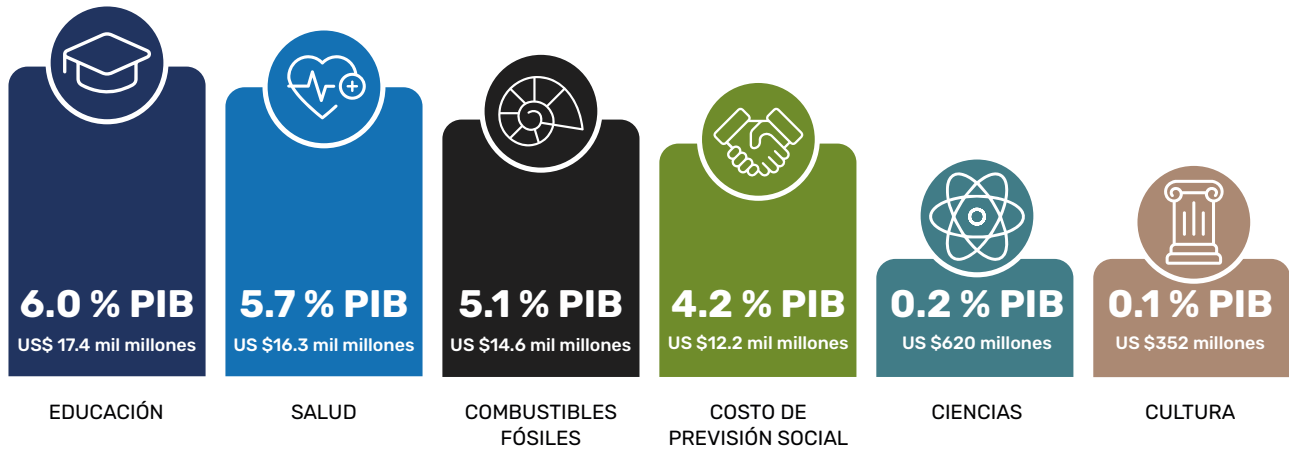 6.0 % PIB
US$ 17.4 mil millones
EDUCACIÓN
5.7 % PIB
US $16.3 mil millones
SALUD
5.1 % PIB
US $14.6 mil millones
COMBUSTIBLES
FÓSILES
4.2 % PIB
US $12.2 mil millones
COSTO DE
PREVISIÓN SOCIAL
0.2 % PIB
US $620 millones
CIENCIAS
0.1 % PIB
US $352 millones
CULTURA